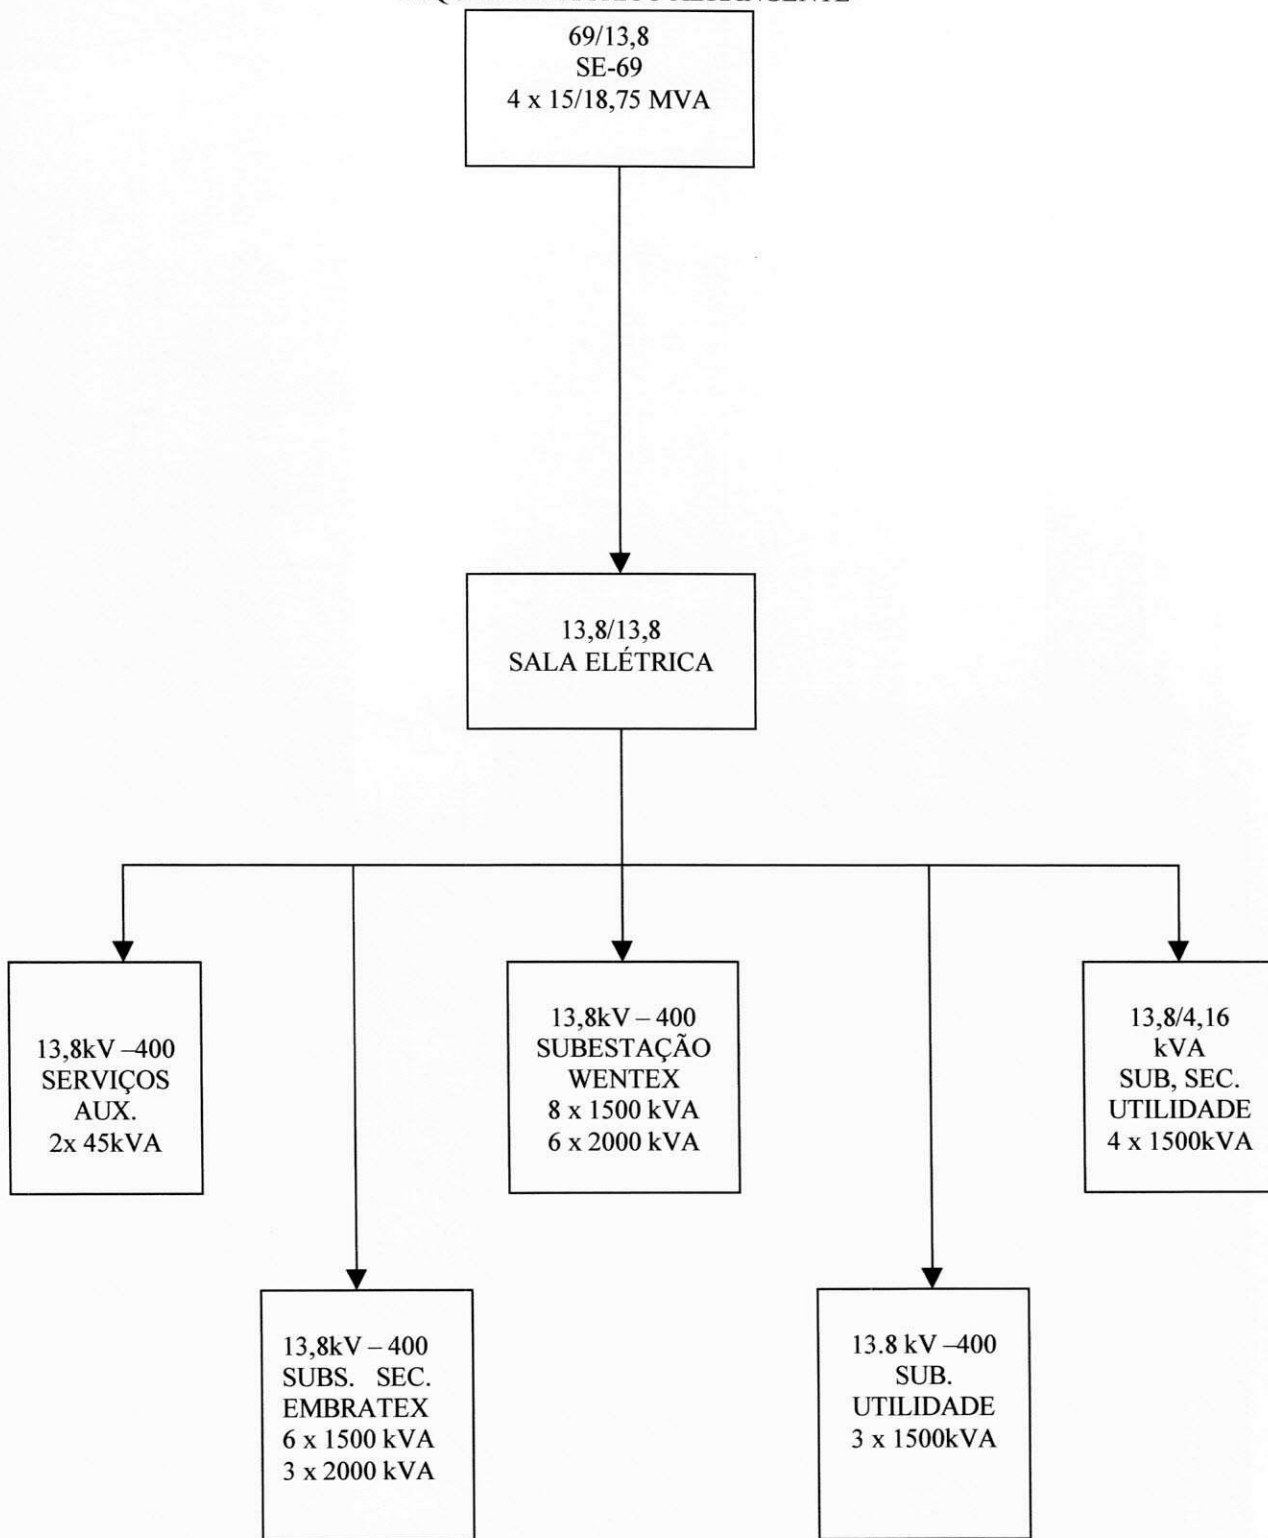 69/13,8
SE-69
4 x 15/18,75 MVA
13,8/13,8
SALA ELÉTRICA
13,8kV –400
SERVIÇOS
AUX.
2x 45kVA
13,8kV – 400
SUBESTAÇÃO
WENTEX
8 x 1500 kVA
6 x 2000 kVA
13,8/4,16
kVA
SUB, SEC.
UTILIDADE
4 x 1500kVA
13,8kV – 400
SUBS. SEC.
EMBRATEX
6 x 1500 kVA
3 x 2000 kVA
13.8 kV –400
SUB.
UTILIDADE
3 x 1500kVA